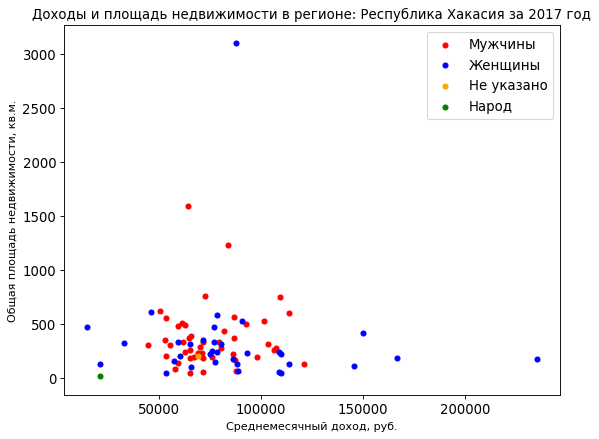 Доходы и площадь недвижимости в регионе: Республика Хакасия за 2017 год
Мужчины
Женщины
Не указано
Народ
Общая площадь недвижимости, кв.м.
3000
2500
2000
1500
1000
500
0
50000 100000 150000 200000
Среднемесячный доход, руб.